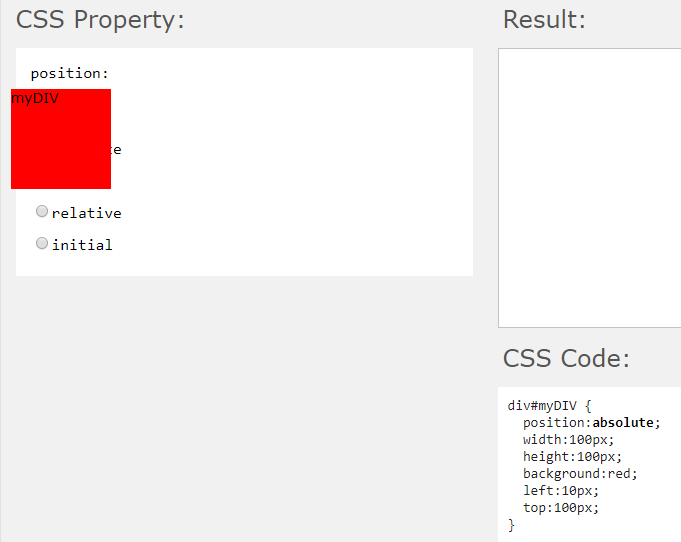 CSS Property:
position:
myDIV
relative
initial
Result:
CSS Code:
div#myDIV {
position:absolute;
width:100px;
height:100px;
background:red;
left:10px;
top:100px;
}